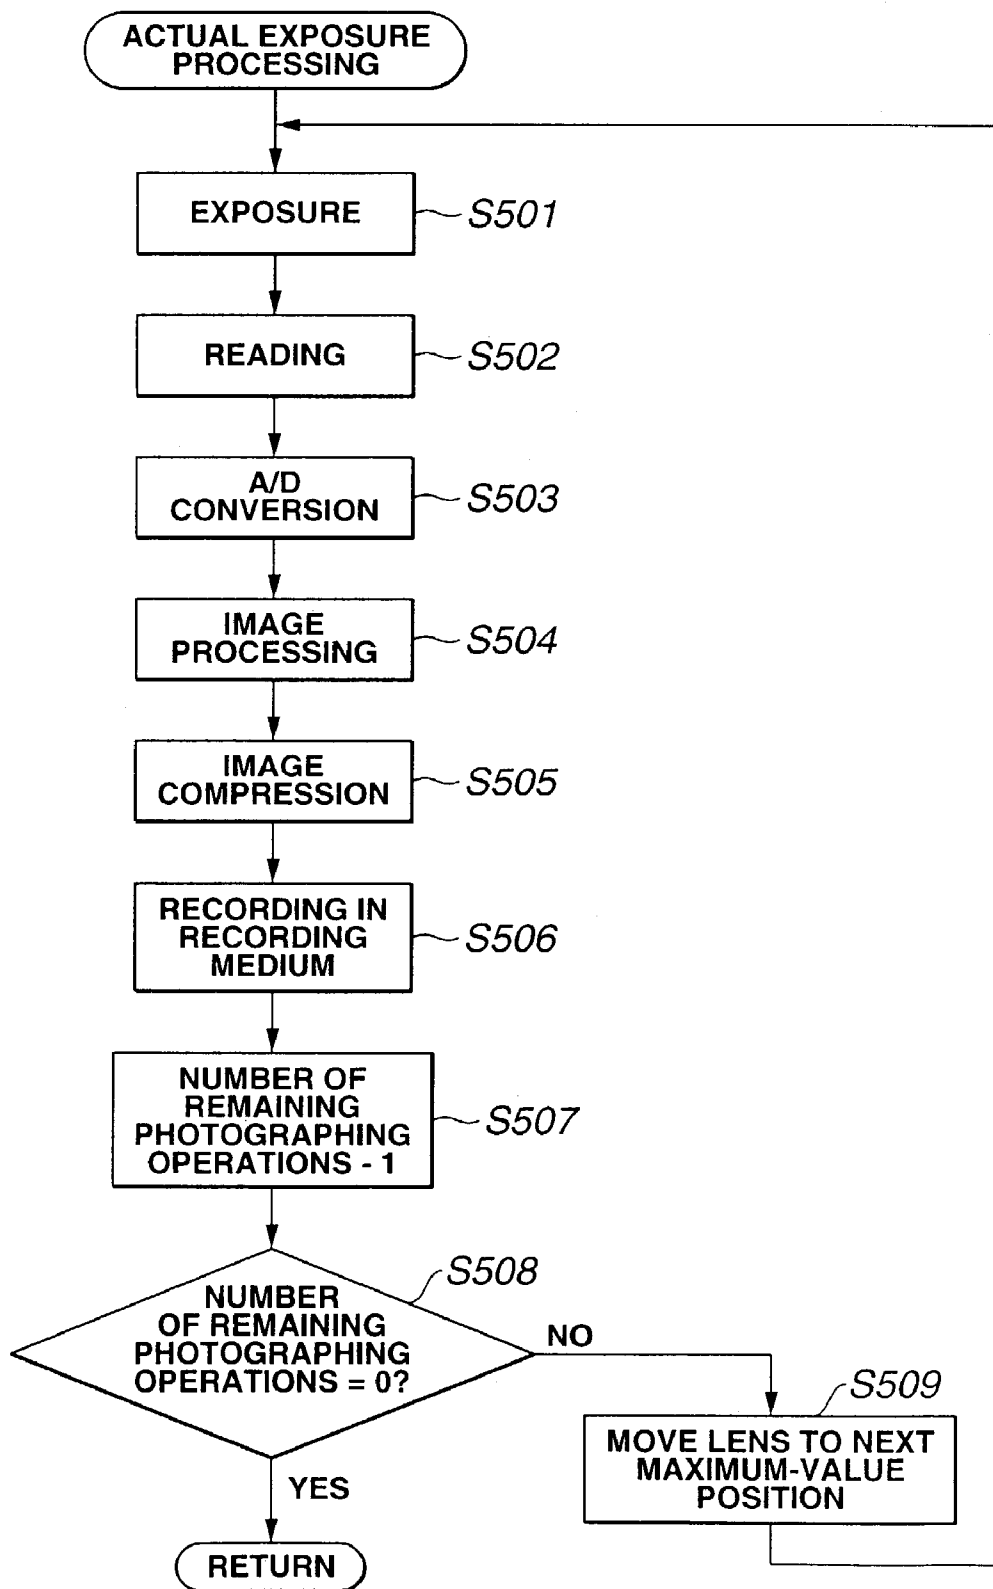 ACTUAL EXPOSURE
PROCESSING
EXPOSURE
S501
READING
S502
A/D
CONVERSION
S503
IMAGE
PROCESSING
S504
IMAGE
COMPRESSION
S505
RECORDING IN
RECORDING
MEDIUM
S506
NUMBER OF
REMAINING
PHOTOGRAPHING
OPERATIONS - 1
S507
S508
NUMBER
OF REMAINING
PHOTOGRAPHING
OPERATIONS = 0?
NO
S509
MOVE LENS TO NEXT
MAXIMUM-VALUE
POSITION
YES
RETURN